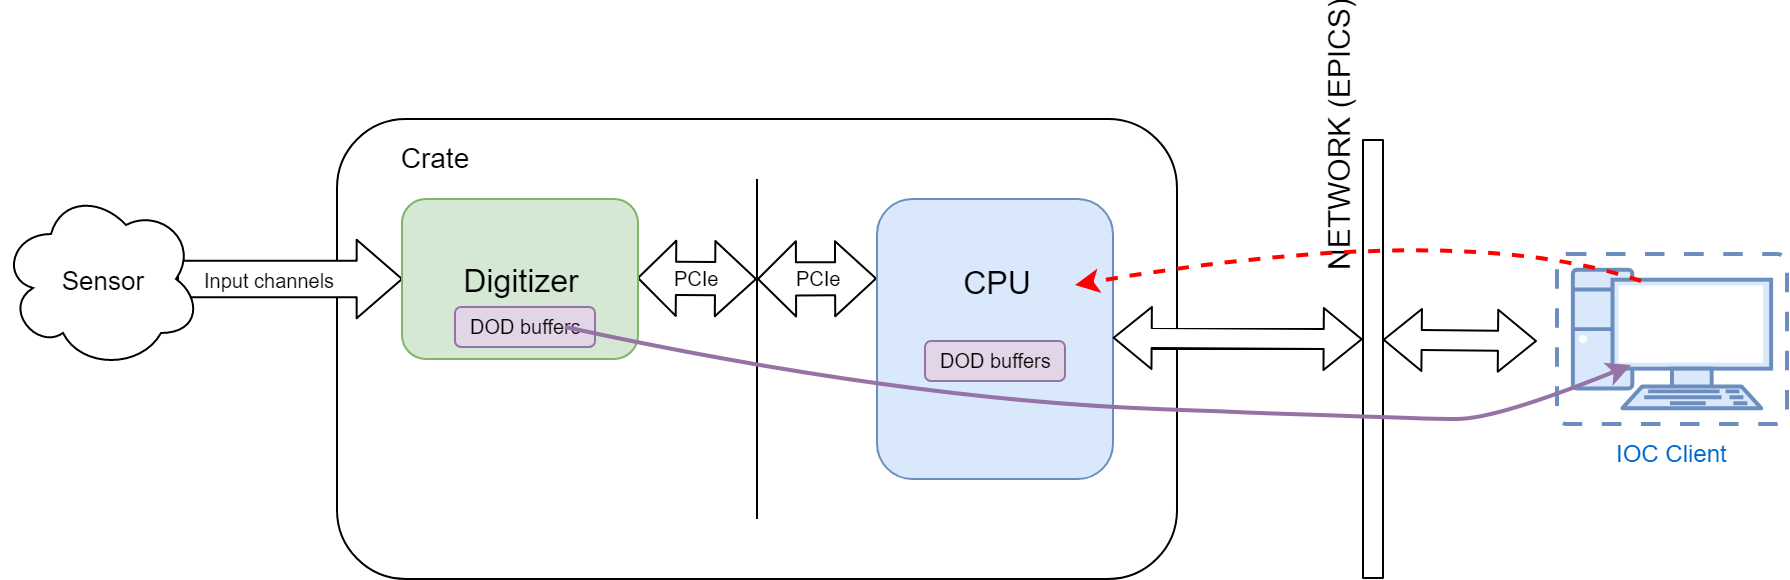 NETWORK (EPICS)
Crate
Sensor
Input channels
Digitizer
DOD buffers
PCIe
PCIe
CPU
DOD buffers
IOC Client